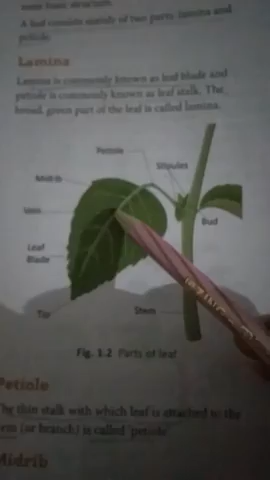 some basic structure.
A leaf consists mainly of two parts lamina and
petiole.
Lamina
Lamina is commonly known as leaf blade and
petiole is commonly known as leaf stalk. The
broad, green part of the leaf is called lamina.
Petiole
Stipules
Midrib
Vein
Bud
Leaf
Blade
Tip
Stem
Fig. 1.2 Parts of leaf
Petiole
The thin stalk with which leaf is attached to the
stem (or branch) is called 'petiole'
Midrib